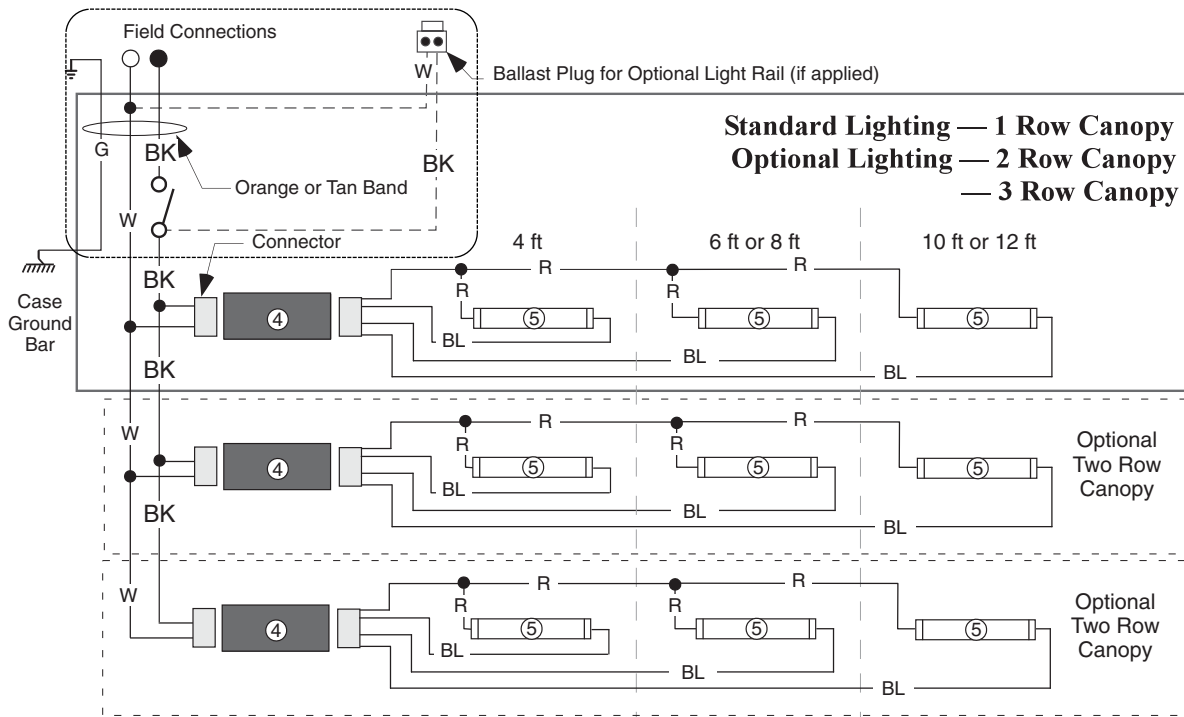 Field Connections
W
Ballast Plug for Optional Light Rail (if applied)
Standard Lighting — 1 Row Canopy
Optional Lighting — 2 Row Canopy
— 3 Row Canopy
G
BK
BK
Orange or Tan Band
W
Connector
4 ft
6 ft or 8 ft
10 ft or 12 ft
Case
Ground
Bar
BK
R
R
R
R
4
5
5
5
BL
BL
BL
BK
W
R
R
R
R
4
5
5
5
BL
BL
BL
Optional
Two Row
Canopy
BK
W
R
R
R
R
4
5
5
5
BL
BL
BL
Optional
Two Row
Canopy